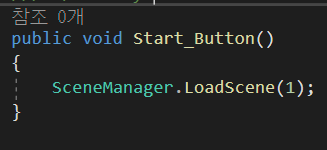 참조 0개
public void Start_Button()
{
SceneManager.LoadScene(1);
}